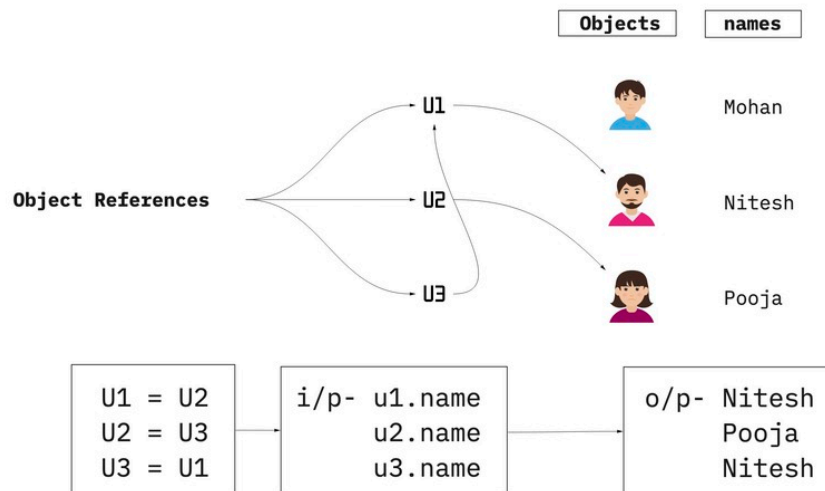 Objects names
U1 Mohan
Object References U2 Nitesh
U3 Pooja
U1 = U2 i/p- u1.name o/p- Nitesh
U2 = U3 u2.name Pooja
U3 = U1 u3.name Nitesh